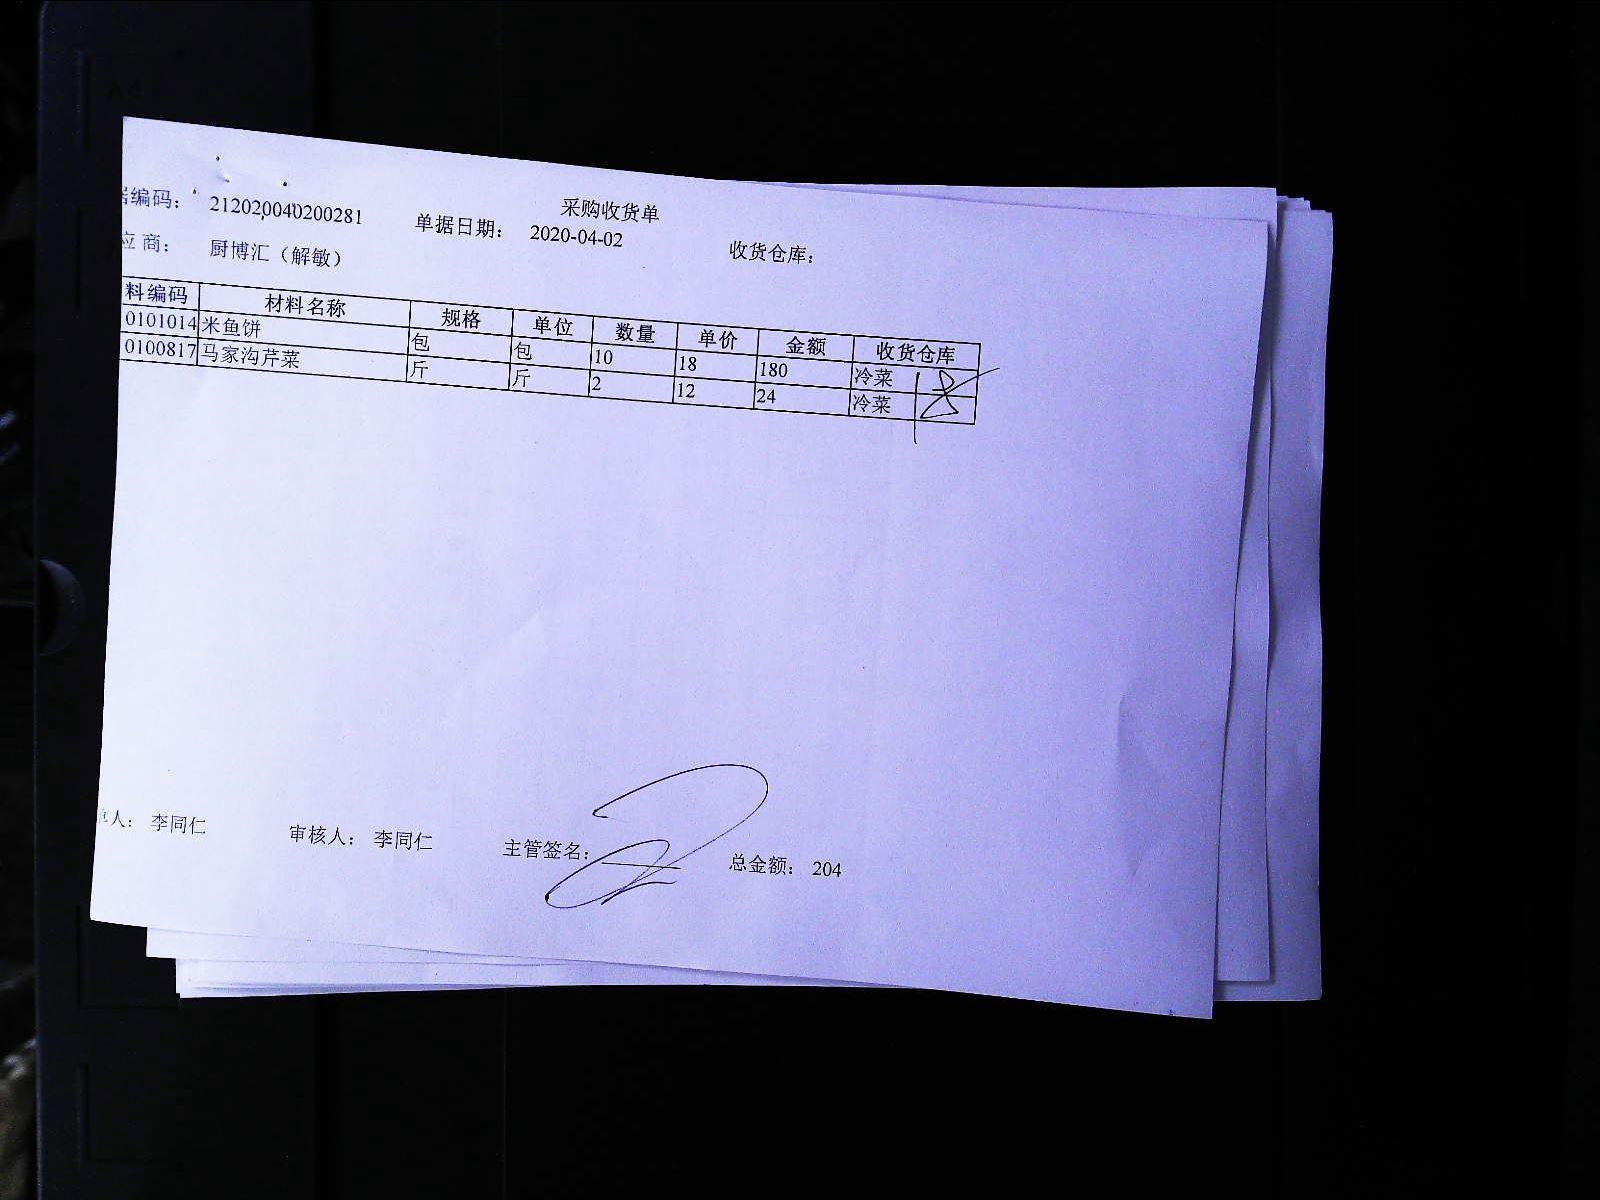 采购收货单
编码： 212020040200281 单据日期： 2020-04-02 收货仓库：
应商： 厨博汇（解敏）
料编码 材料名称 规格 单位 数量 单价 金额 收货仓库
0101014 米鱼饼 包 包 10 18 180 冷菜
0100817 马家沟芹菜 斤 斤 2 12 24 冷菜
人： 李同仁 审核人： 李同仁 主管签名： 总金额： 204